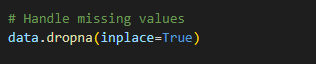 # Handle missing values
data.dropna(inplace=True)